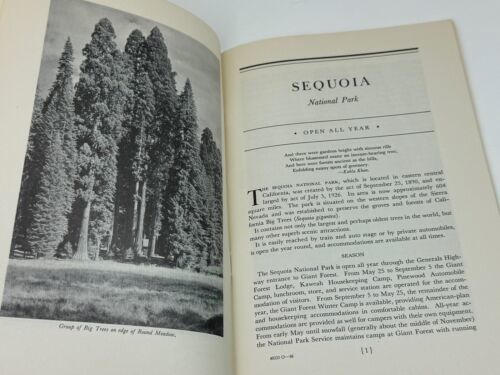 Group of Big Trees on edge of Round Meadow.
SEQUOIA
National Park
• OPEN ALL YEAR •
And there were gardens bright with sinuous rills
Where blossomed many an incense-bearing tree;
And here were forests ancient as the hills,
Enfolding sunny spots of greenery.
—Kubla Khan.
THE SEQUOIA NATIONAL PARK, which is located in eastern central
California, was created by the act of September 25, 1890, and en-
larged by act of July 3, 1926. In area is now approximately 604
square miles. The park is situated on the western slopes of the Sierra
Nevada and was established to preserve the groves and forests of Cali-
fornia Big Trees (Sequoia gigantea).
It contains not only the largest and perhaps oldest trees in the world, but
many other superb scenic attractions.
It is easily reached by train and auto stage or by private automobiles,
is open the year round, and accommodations are available at all times.
SEASON
The Sequoia National Park is open all year through the Generals High-
way entrance to Giant Forest. From May 25 to September 5 the Giant
Forest Lodge, Kaweah Housekeeping Camp, Pinewood Automobile
Camp, lunchroom, store, and service station are operated for the accom-
modation of visitors. From September 5 to May 25, the remainder of the
year, the Giant Forest Winter Camp is available, providing American-plan
and housekeeping accommodations in comfortable cabins. All-year ac-
commodations are provided as well for campers with their own equipment.
From early May until snowfall (generally about the middle of November)
the National Park Service maintains camps at Giant Forest with running
[1]